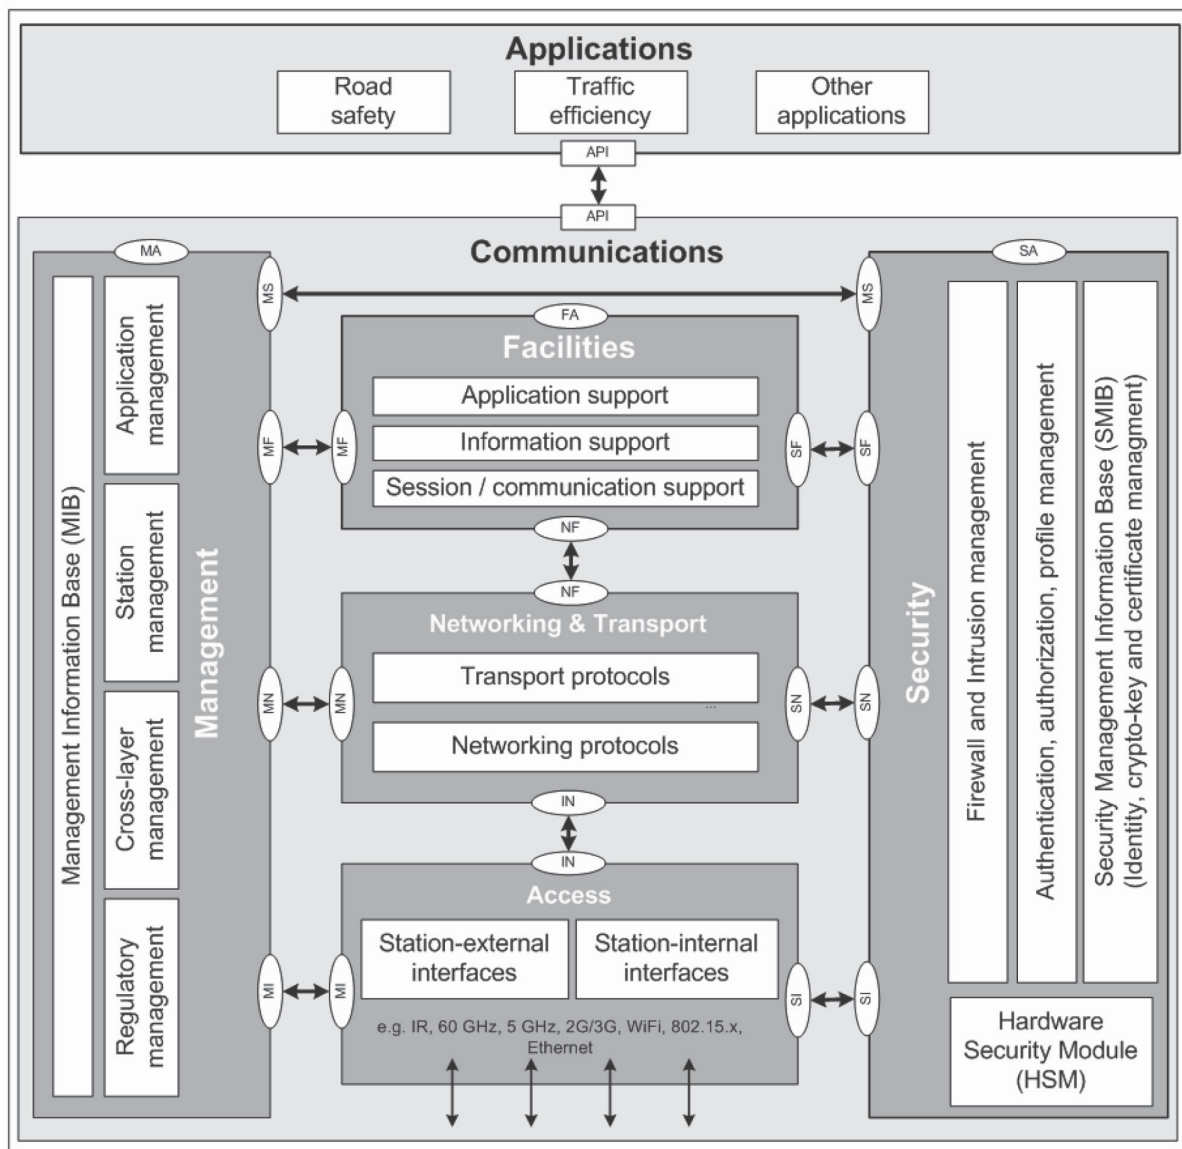 Applications
Road
safety
Traffic
efficiency
Other
applications
API
API
Communications
MA
SA
MS
MS
Management Information Base (MIB)
Application
management
Station
management
Cross-layer
management
Regulatory
management
Management
FA
Facilities
Application support
Information support
Session / communication support
MF
MF
SF
SF
NF
NF
Networking & Transport
Transport protocols
...
Networking protocols
MN
MN
SN
SN
IN
IN
Access
Station-external
interfaces
Station-internal
interfaces
e.g. IR, 60 GHz, 5 GHz, 2G/3G, WiFi, 802.15.x,
Ethernet
MI
MI
SI
SI
Security
Firewall and Intrusion management
Authentication, authorization, profile management
Security Management Information Base (SMIB)
(Identity, crypto-key and certificate managment)
Hardware
Security Module
(HSM)